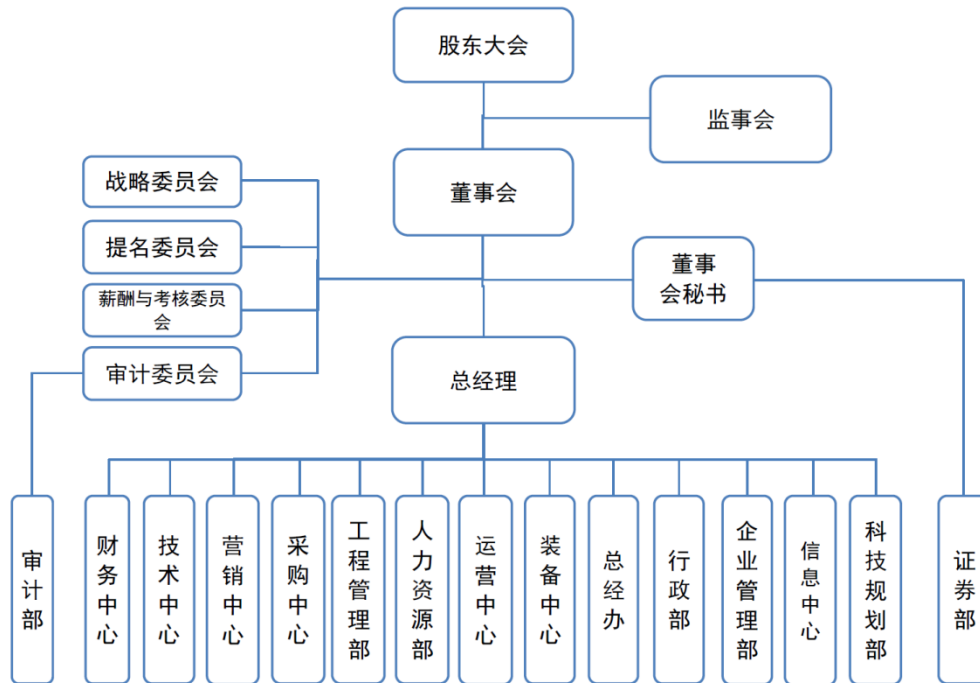 股东大会
监事会
董事会
战略委员会
提名委员会
薪酬与考核委员
会
审计委员会
董事
会秘书
总经理
审计部
财务中心
技术中心
营销中心
采购中心
工程管理部
人力资源部
运营中心
装备中心
总经办
行政部
企业管理部
信息中心
科技规划部
证券部